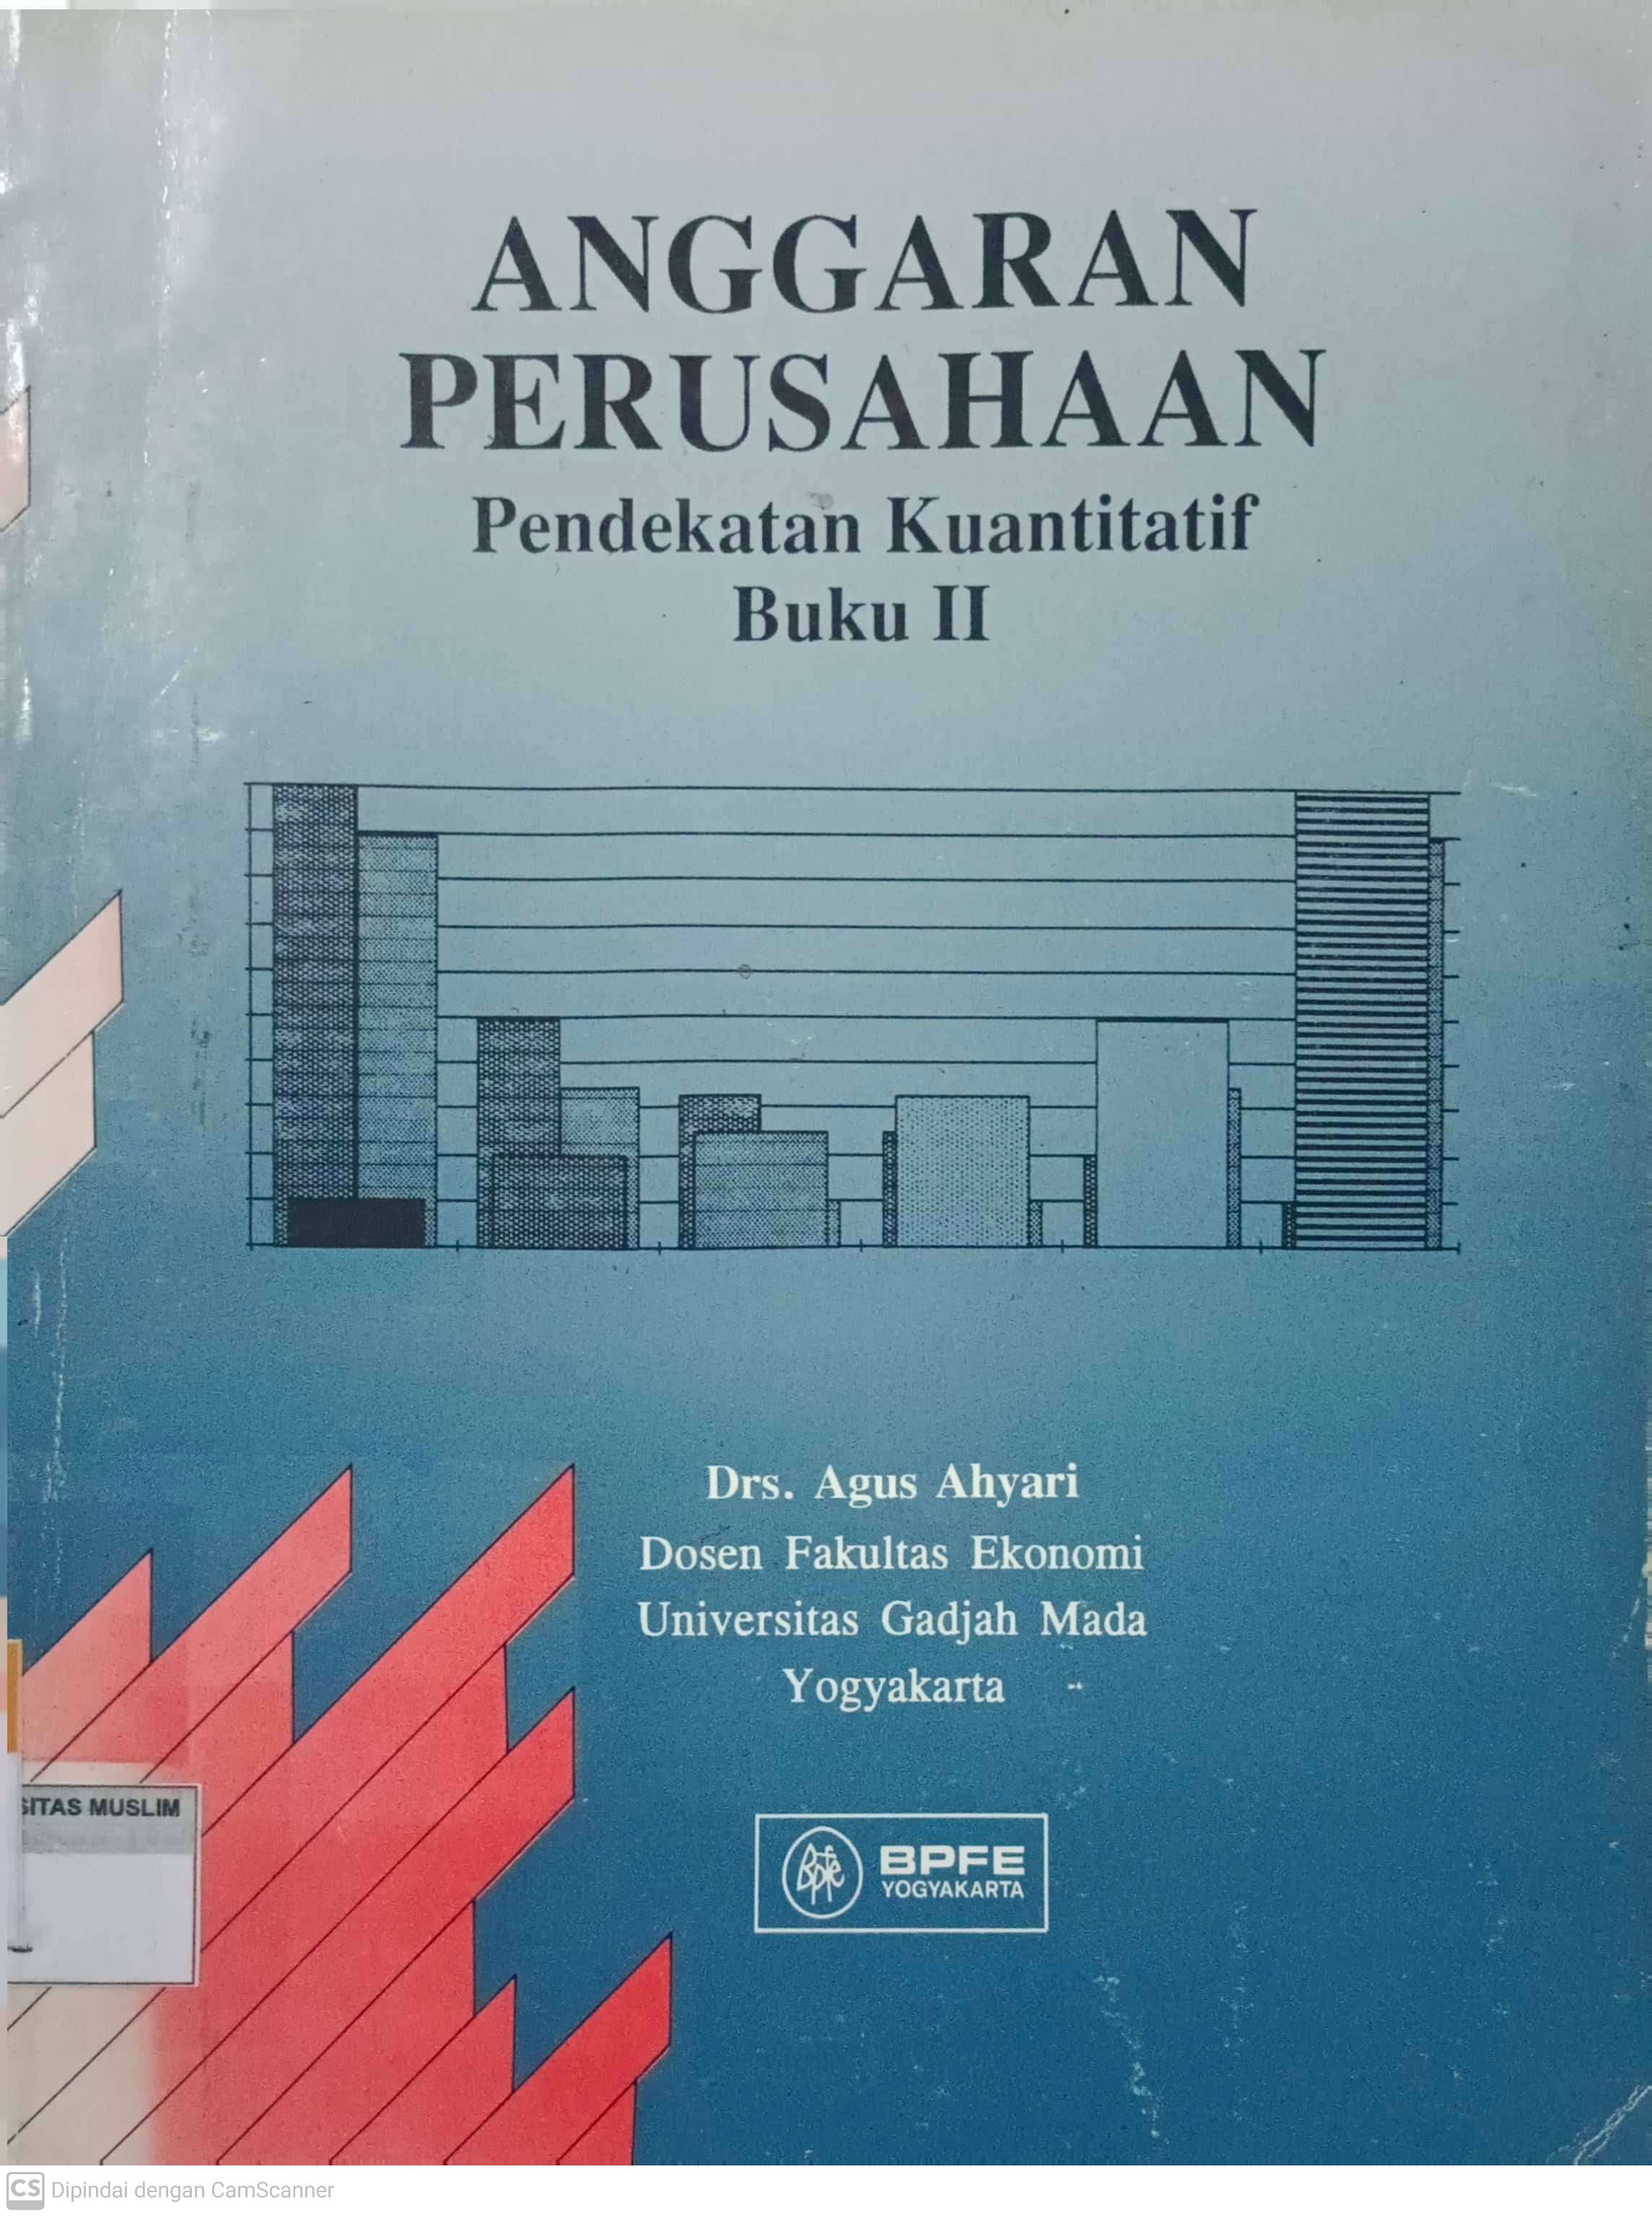 ANGGARAN
PERUSAHAAN
Pendekatan Kuantitatif
Buku II
Drs. Agus Ahyari
Dosen Fakultas Ekonomi
Universitas Gadjah Mada
Yogyakarta
SITAS MUSLIM
Bpfe
BPFE
YOGYAKARTA
CS Dipindai dengan CamScanner